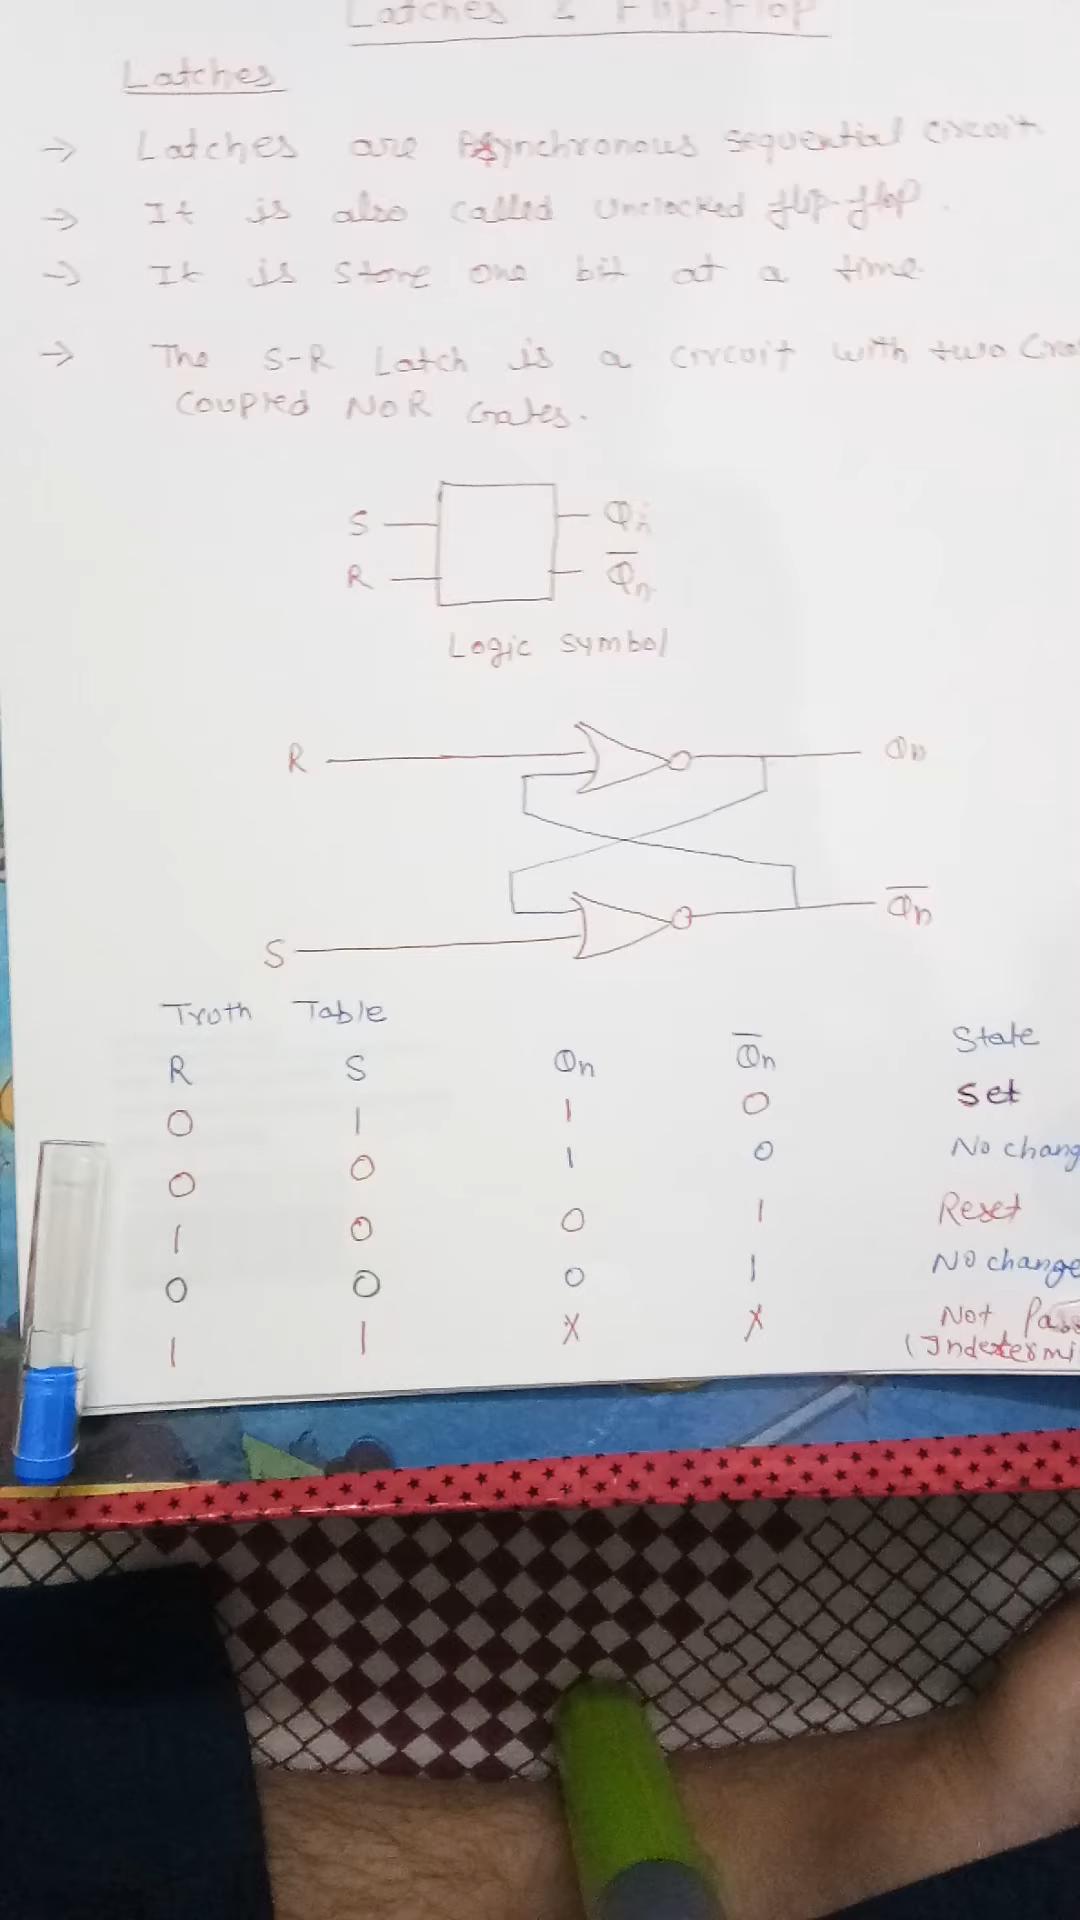 Latches & Flip-Flop
Latches
→ Latches are Asynchronous sequential circuit
→ It is also called Unclocked flip-flop.
→ It is store one bit at a time.
→ The S-R Latch is a circuit with two
Coupled NOR Gates.
S Qn
R Q̅n
Logic symbol
R Qn
S Q̅n
Truth Table
R S Qn Q̅n State
0 1 1 0 Set
0 0 1 0 No
1 0 0 1 Reset
0 0 0 1 No change
1 1 X X Not